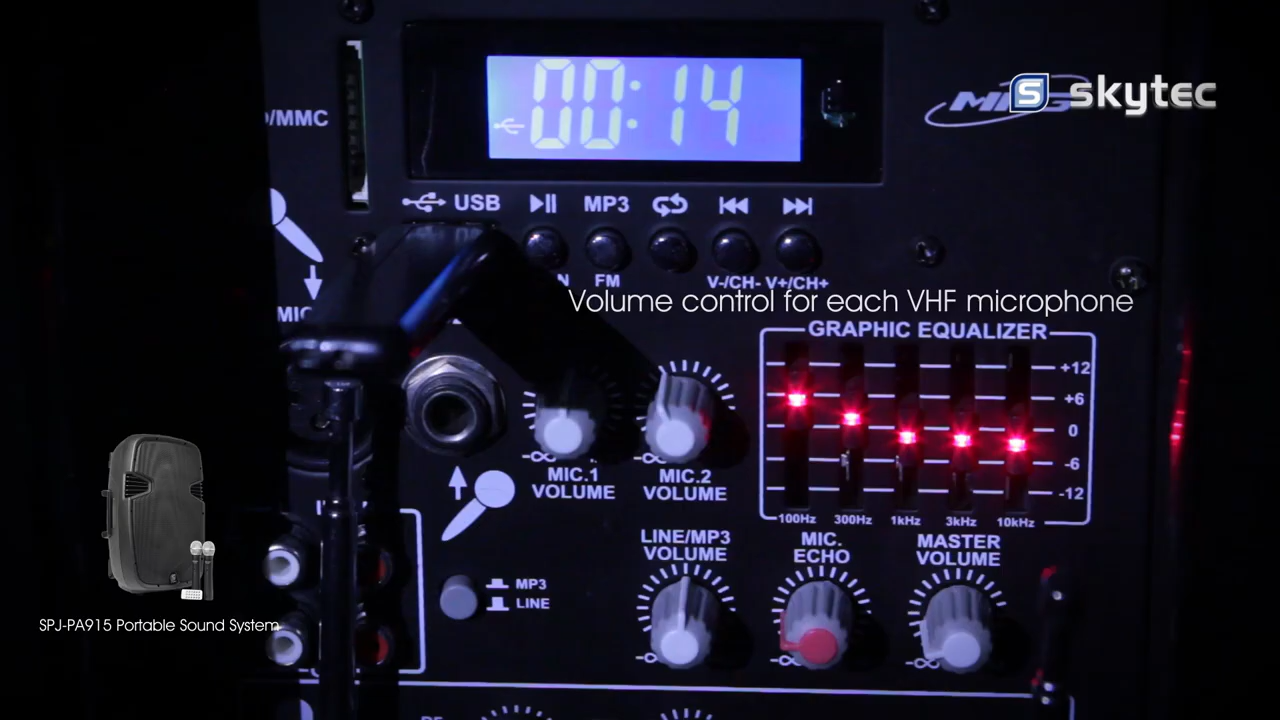 00:14
skytec
/MMC
USB
MP3
FM
V-/CH- V+/CH+
Volume control for each VHF microphone
GRAPHIC EQUALIZER
+12
+6
0
-6
-12
100Hz 300Hz 1kHz 3kHz 10kHz
-∞
-∞
MIC.1
VOLUME
MIC.2
VOLUME
LINE/MP3
VOLUME
MIC.
ECHO
MASTER
VOLUME
MP3
LINE
-∞
-∞
-∞
SPJ-PA915 Portable Sound System